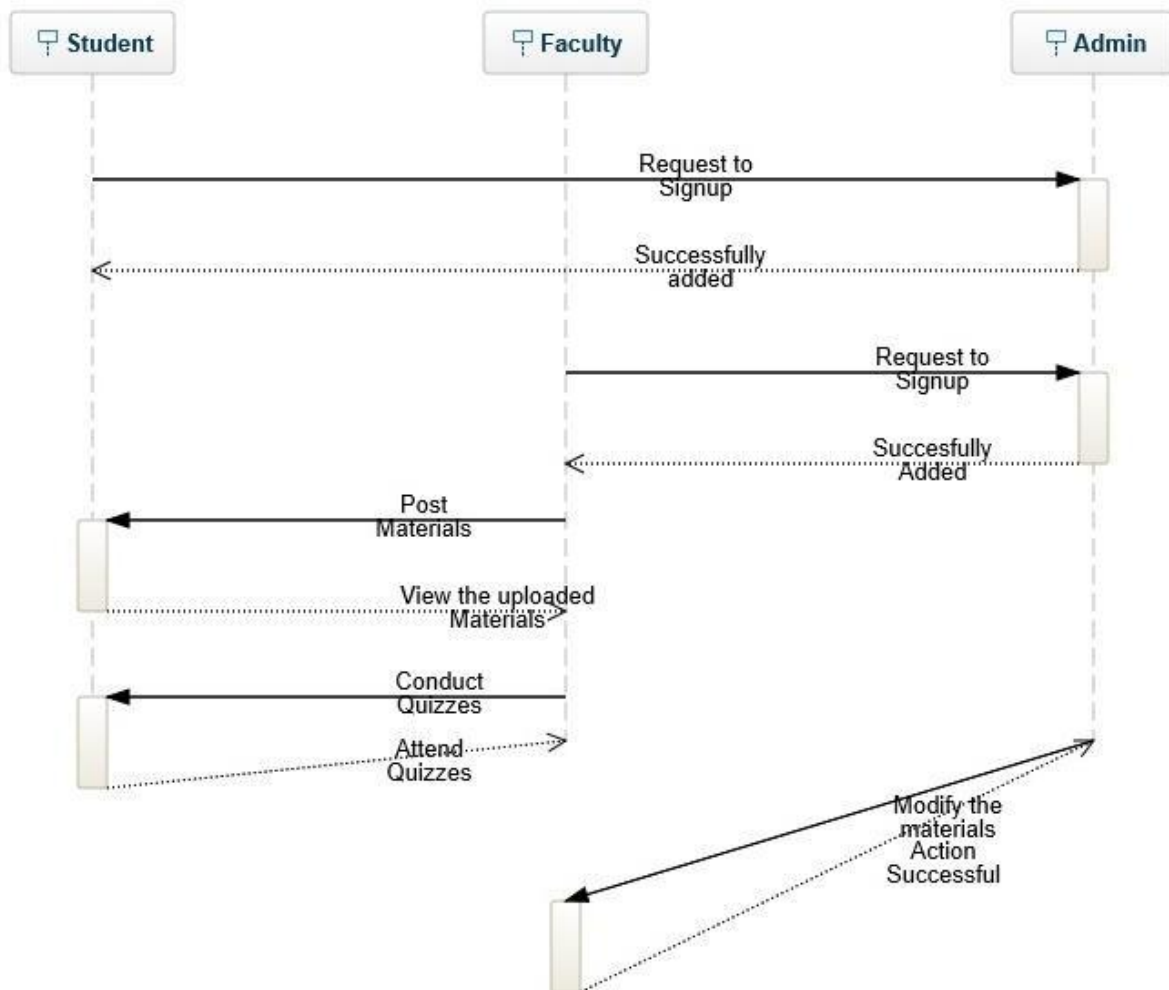 Student
Faculty
Admin
Request to
Signup
Successfully
added
Request to
Signup
Succesfully
Added
Post
Materials
View the uploaded
Materials
Conduct
Quizzes
Attend
Quizzes
Modify the
materials
Action
Successful